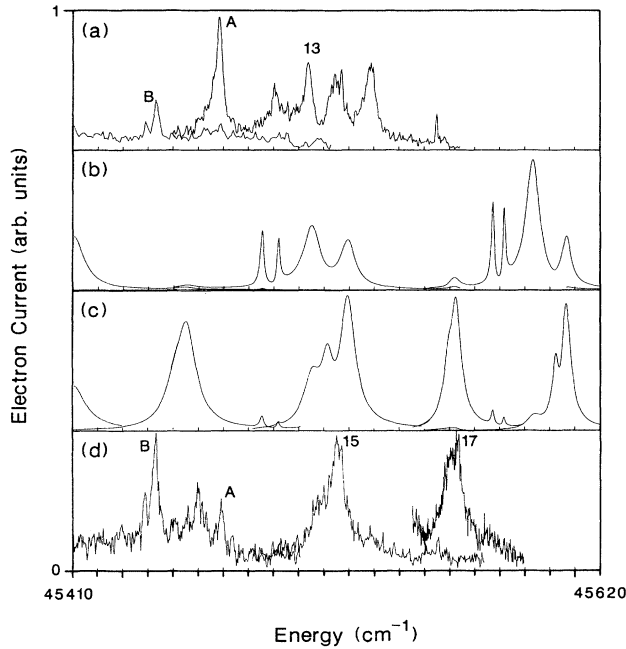 1
(a)
A
B
13
(b)
(c)
(d)
B
A
15
17
0
45410
45620
Electron Current (arb. units)
Energy (cm⁻¹)